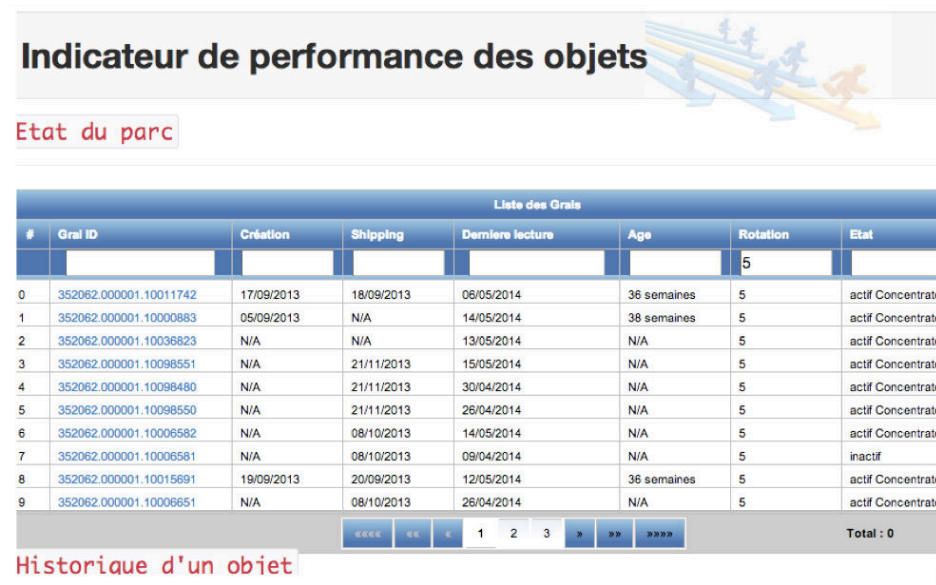 Indicateur de performance des objets
Etat du parc
Liste des Grais
# Grai ID Création Shipping Derniere lecture Age Rotation Etat
5
0 352062.000001.10011742 17/09/2013 18/09/2013 06/05/2014 36 semaines 5 actif Concentrat
1 352062.000001.10000883 05/09/2013 N/A 14/05/2014 38 semaines 5 actif Concentrat
2 352062.000001.10036823 N/A N/A 13/05/2014 N/A 5 actif Concentrat
3 352062.000001.10098551 N/A 21/11/2013 15/05/2014 N/A 5 actif Concentrat
4 352062.000001.10098480 N/A 21/11/2013 30/04/2014 N/A 5 actif Concentrat
5 352062.000001.10098550 N/A 21/11/2013 26/04/2014 N/A 5 actif Concentrat
6 352062.000001.10006582 N/A 08/10/2013 14/05/2014 N/A 5 actif Concentrat
7 352062.000001.10006581 N/A 08/10/2013 09/04/2014 N/A 5 inactif
8 352062.000001.10015691 19/09/2013 20/09/2013 12/05/2014 36 semaines 5 actif Concentrat
9 352062.000001.10006651 N/A 08/10/2013 26/04/2014 N/A 5 actif Concentrat
«««« «« « 1 2 3 » »» »»»» Total : 0
Historique d'un objet